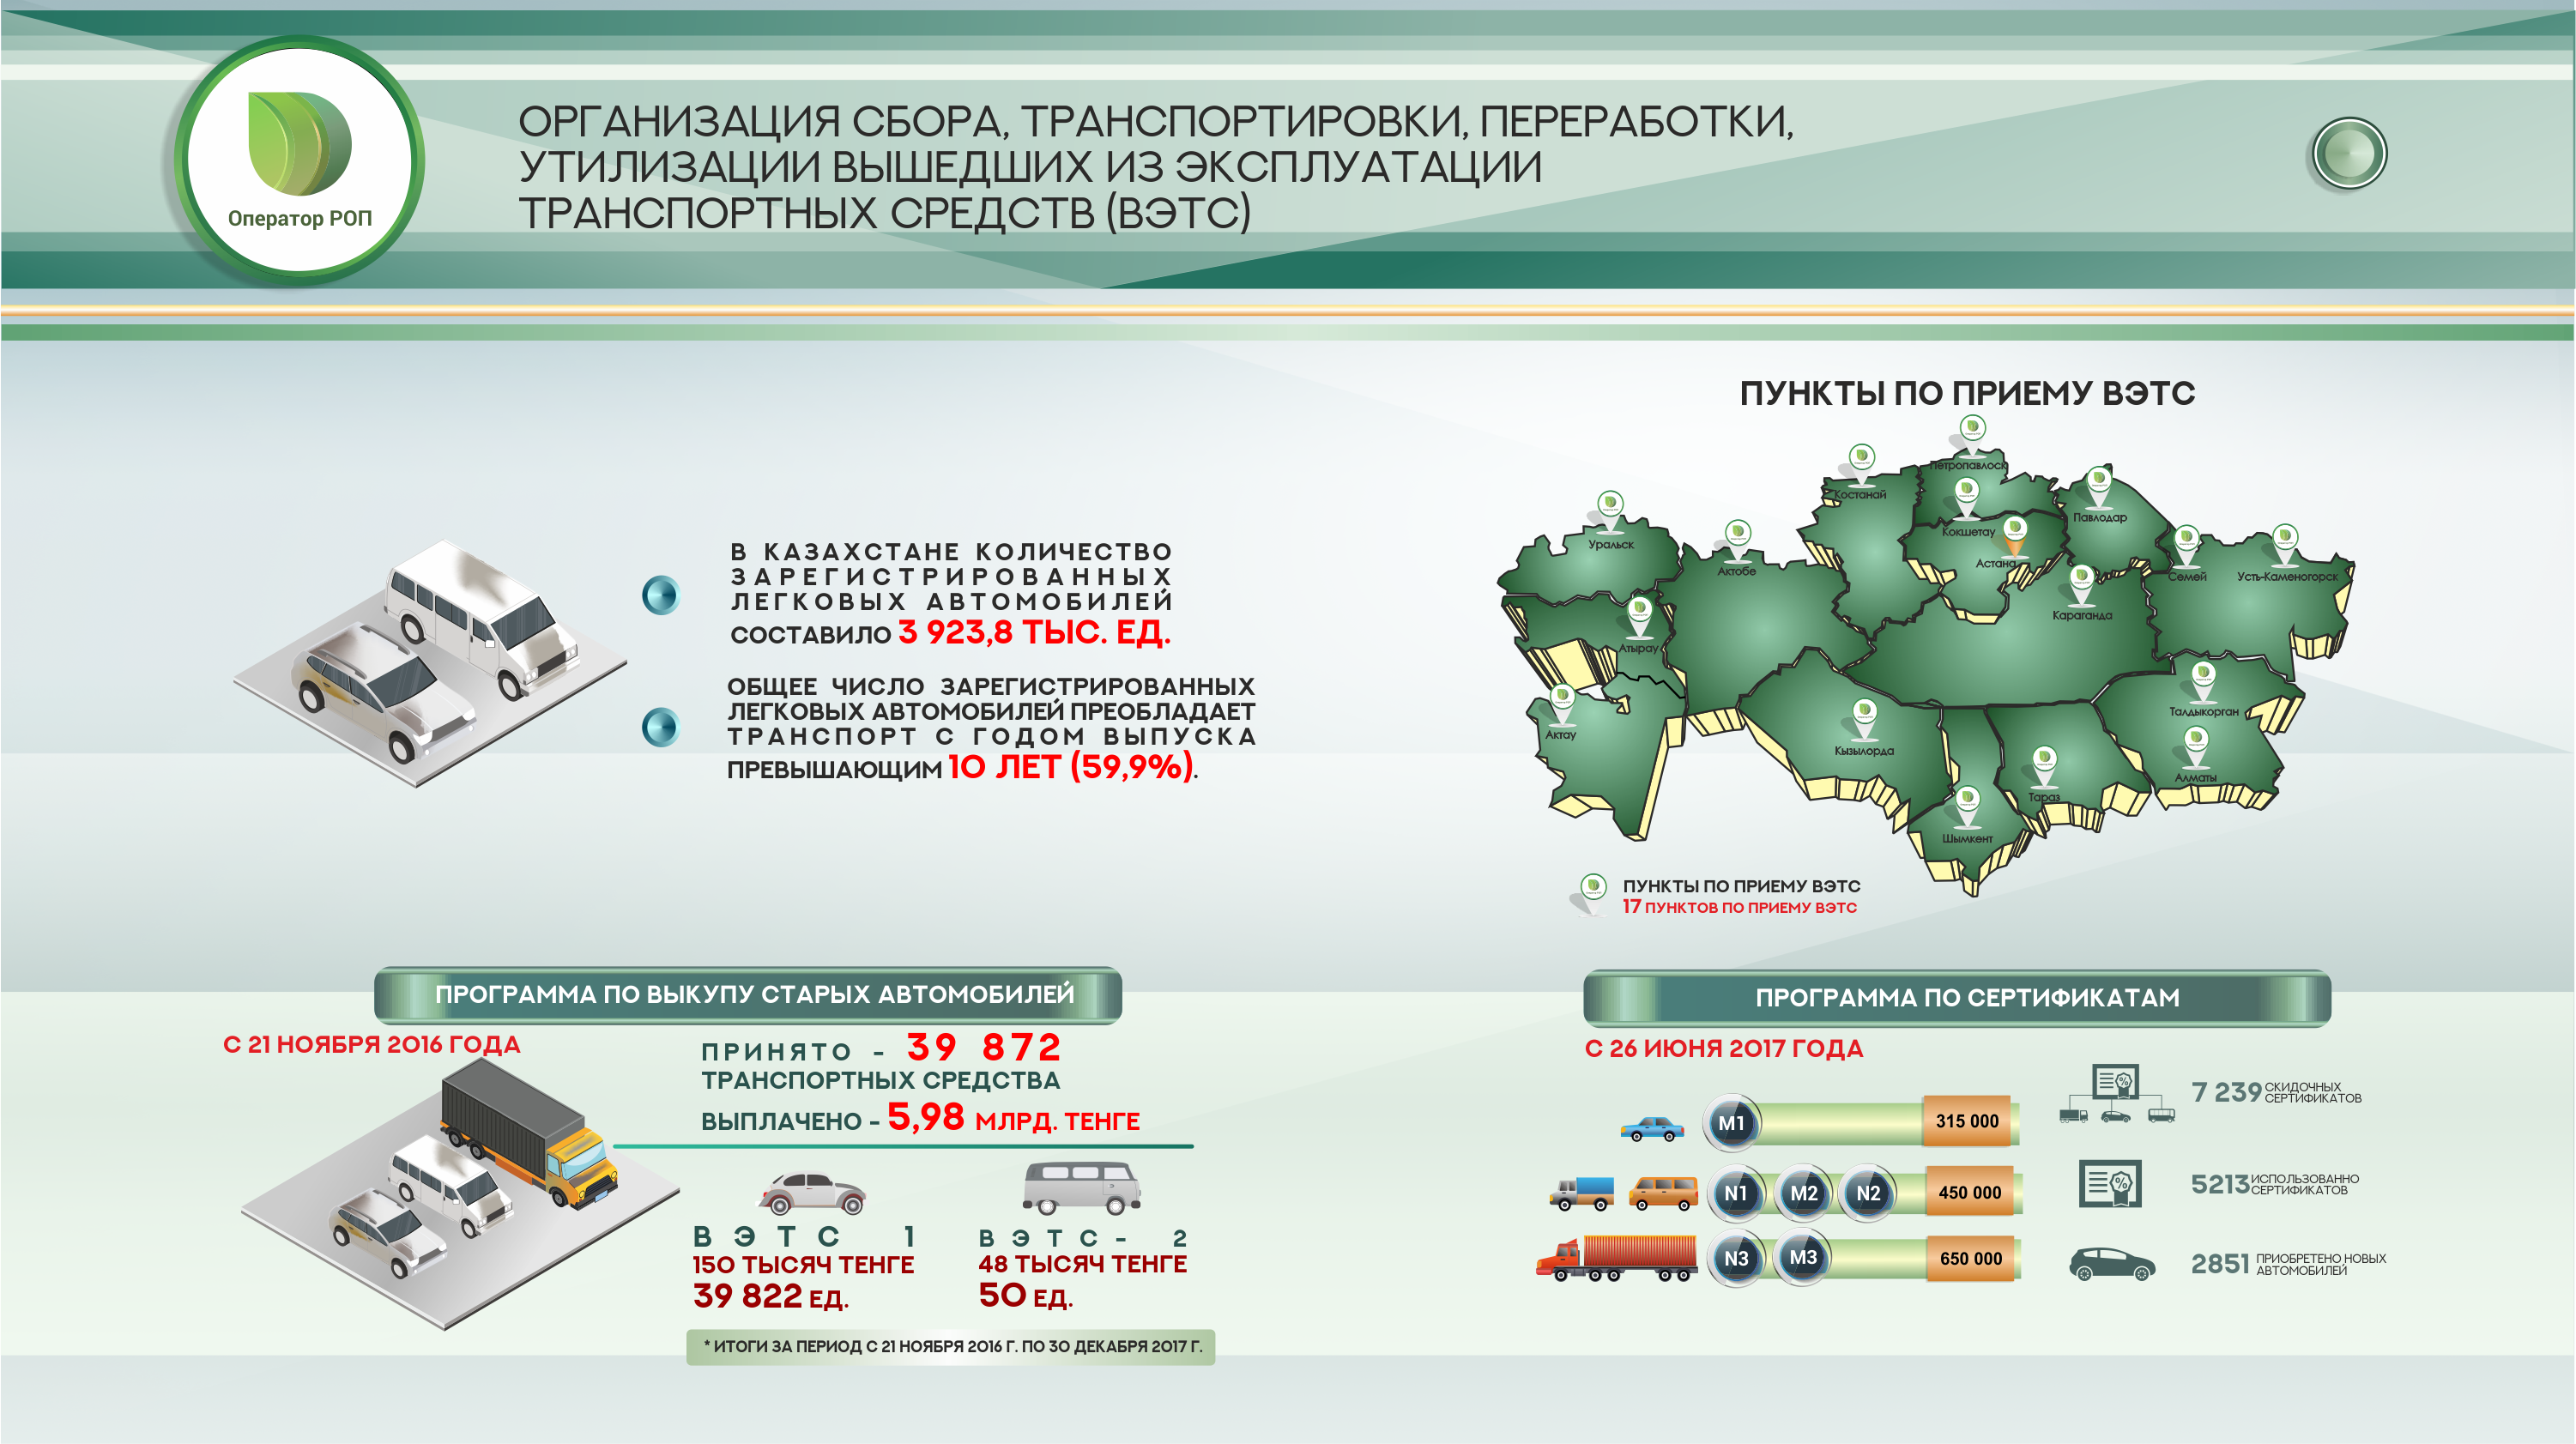 Оператор РОП
ОРГАНИЗАЦИЯ СБОРА, ТРАНСПОРТИРОВКИ, ПЕРЕРАБОТКИ,
УТИЛИЗАЦИИ ВЫШЕДШИХ ИЗ ЭКСПЛУАТАЦИИ
ТРАНСПОРТНЫХ СРЕДСТВ (ВЭТС)
В КАЗАХСТАНЕ КОЛИЧЕСТВО
ЗАРЕГИСТРИРОВАННЫХ
ЛЕГКОВЫХ АВТОМОБИЛЕЙ
СОСТАВИЛО 3 923,8 ТЫС. ЕД.
ОБЩЕЕ ЧИСЛО ЗАРЕГИСТРИРОВАННЫХ
ЛЕГКОВЫХ АВТОМОБИЛЕЙ ПРЕОБЛАДАЕТ
ТРАНСПОРТ С ГОДОМ ВЫПУСКА
ПРЕВЫШАЮЩИМ 10 ЛЕТ (59,9%).
ПУНКТЫ ПО ПРИЕМУ ВЭТС
Петропавлоск
Костанай
Павлодар
Кокшетау
Уральск
Астана
Актобе
Семей
Усть-Каменогорск
Караганда
Атырау
Талдыкорган
Актау
Кызылорда
Алматы
Тараз
Шымкент
ПУНКТЫ ПО ПРИЕМУ ВЭТС
17 ПУНКТОВ ПО ПРИЕМУ ВЭТС
ПРОГРАММА ПО ВЫКУПУ СТАРЫХ АВТОМОБИЛЕЙ
С 21 НОЯБРЯ 2016 ГОДА
ПРИНЯТО - 39 872
ТРАНСПОРТНЫХ СРЕДСТВА
ВЫПЛАЧЕНО - 5,98 МЛРД. ТЕНГЕ
ВЭТС 1
150 ТЫСЯЧ ТЕНГЕ
39 822 ЕД.
ВЭТС- 2
48 ТЫСЯЧ ТЕНГЕ
50 ЕД.
* ИТОГИ ЗА ПЕРИОД С 21 НОЯБРЯ 2016 Г. ПО 30 ДЕКАБРЯ 2017 Г.
ПРОГРАММА ПО СЕРТИФИКАТАМ
С 26 ИЮНЯ 2017 ГОДА
M1 315 000
N1 M2 N2 450 000
N3 M3 650 000
7 239 СКИДОЧНЫХ
СЕРТИФИКАТОВ
5213 ИСПОЛЬЗОВАННО
СЕРТИФИКАТОВ
2851 ПРИОБРЕТЕНО НОВЫХ
АВТОМОБИЛЕЙ